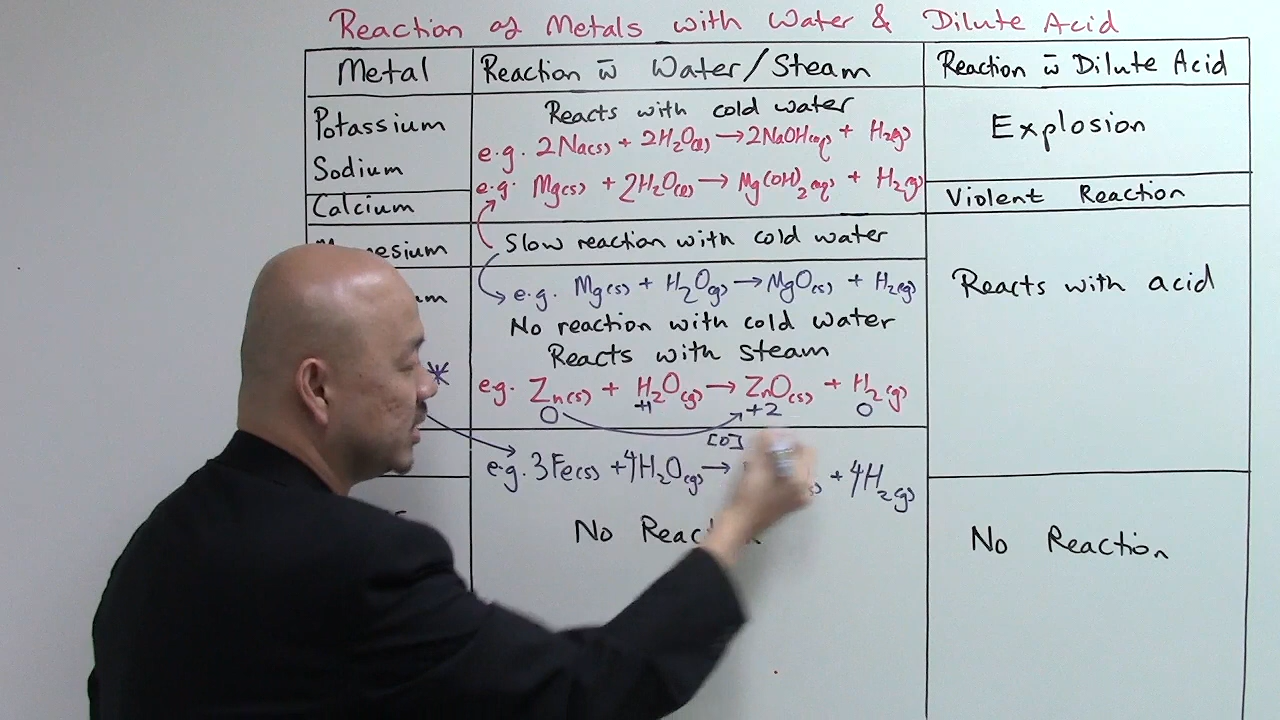 Reaction of Metals with Water & Dilute Acid
Metal
Reaction w̄ Water/Steam
Reaction w̄ Dilute Acid
Potassium
Sodium
Calcium
Reacts with cold water
e.g. 2Na(s) + 2H₂O(l) → 2NaOH(aq) + H₂(g)
e.g. Mg(s) + 2H₂O(l) → Mg(OH)₂(aq) + H₂(g)
Slow reaction with cold water
e.g. Mg(s) + H₂O(g) → MgO(s) + H₂(g)
No reaction with cold water
Reacts with steam
e.g. Zn(s) + H₂O(g) → ZnO(s) + H₂(g)
0 +1 +2 0
[O]
e.g. 3Fe(s) + 4H₂O(g) → + 4H₂(g)
No
Explosion
Violent Reaction
Reacts with acid
No Reaction
*